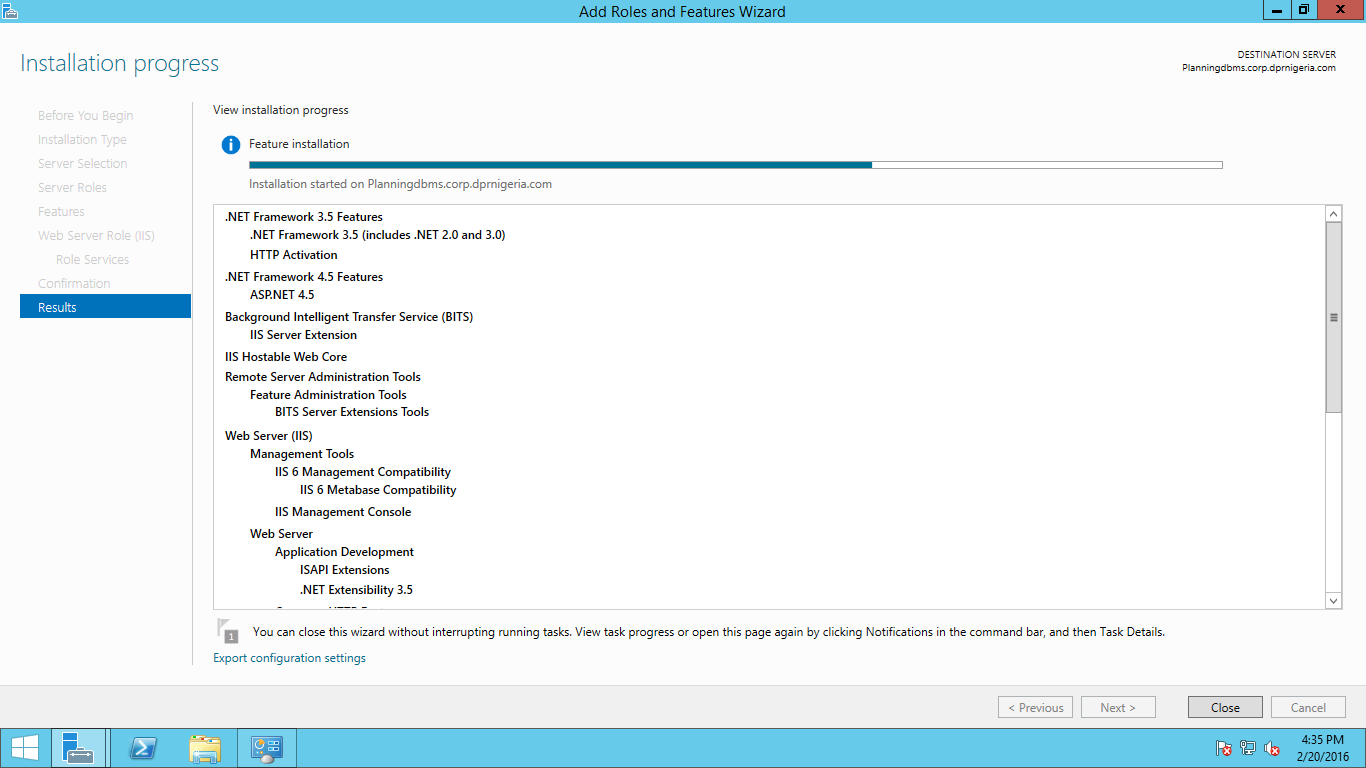 Add Roles and Features Wizard
Installation progress
DESTINATION SERVER
Planningdbms.corp.dprnigeria.com
Before You Begin
Installation Type
Server Selection
Server Roles
Features
Web Server Role (IIS)
Role Services
Confirmation
Results
View installation progress
Feature installation
Installation started on Planningdbms.corp.dprnigeria.com
.NET Framework 3.5 Features
.NET Framework 3.5 (includes .NET 2.0 and 3.0)
HTTP Activation
.NET Framework 4.5 Features
ASP.NET 4.5
Background Intelligent Transfer Service (BITS)
IIS Server Extension
IIS Hostable Web Core
Remote Server Administration Tools
Feature Administration Tools
BITS Server Extensions Tools
Web Server (IIS)
Management Tools
IIS 6 Management Compatibility
IIS 6 Metabase Compatibility
IIS Management Console
Web Server
Application Development
ISAPI Extensions
.NET Extensibility 3.5
1
You can close this wizard without interrupting running tasks. View task progress or open this page again by clicking Notifications in the command bar, and then Task Details.
Export configuration settings
< Previous
Next >
Close
Cancel
4:35 PM
2/20/2016